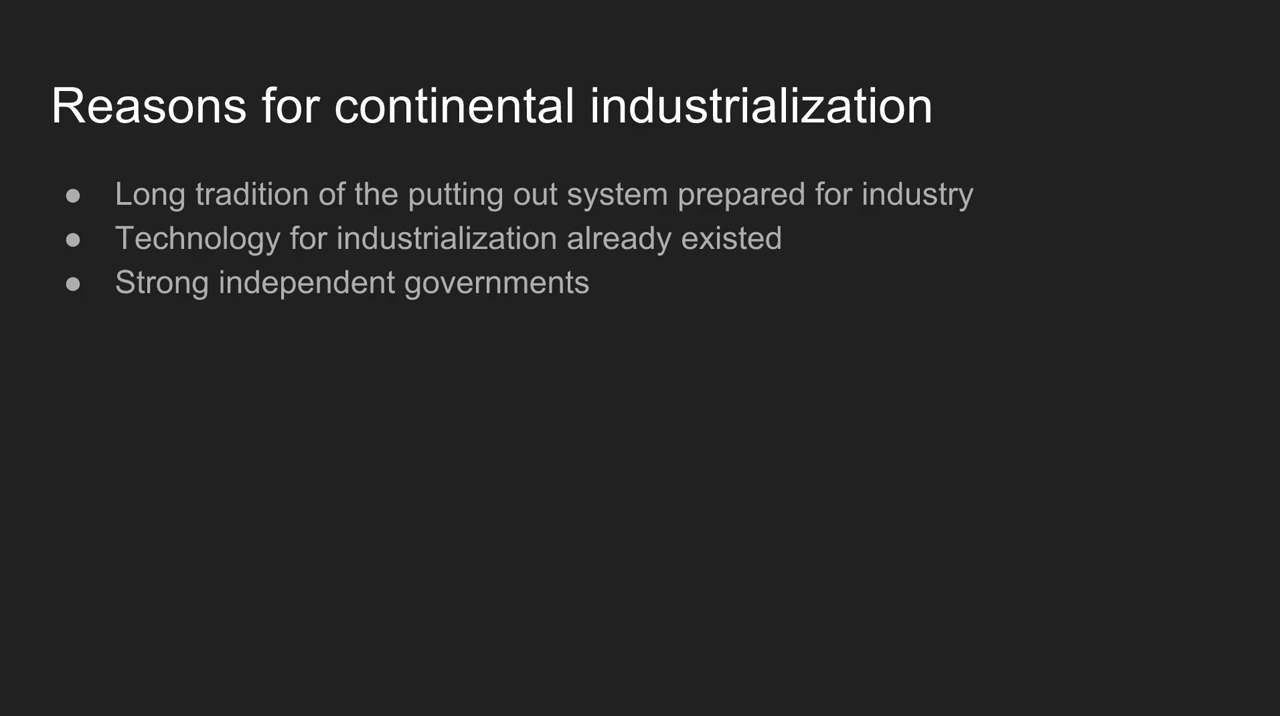 Reasons for continental industrialization
● Long tradition of the putting out system prepared for industry
● Technology for industrialization already existed
● Strong independent governments